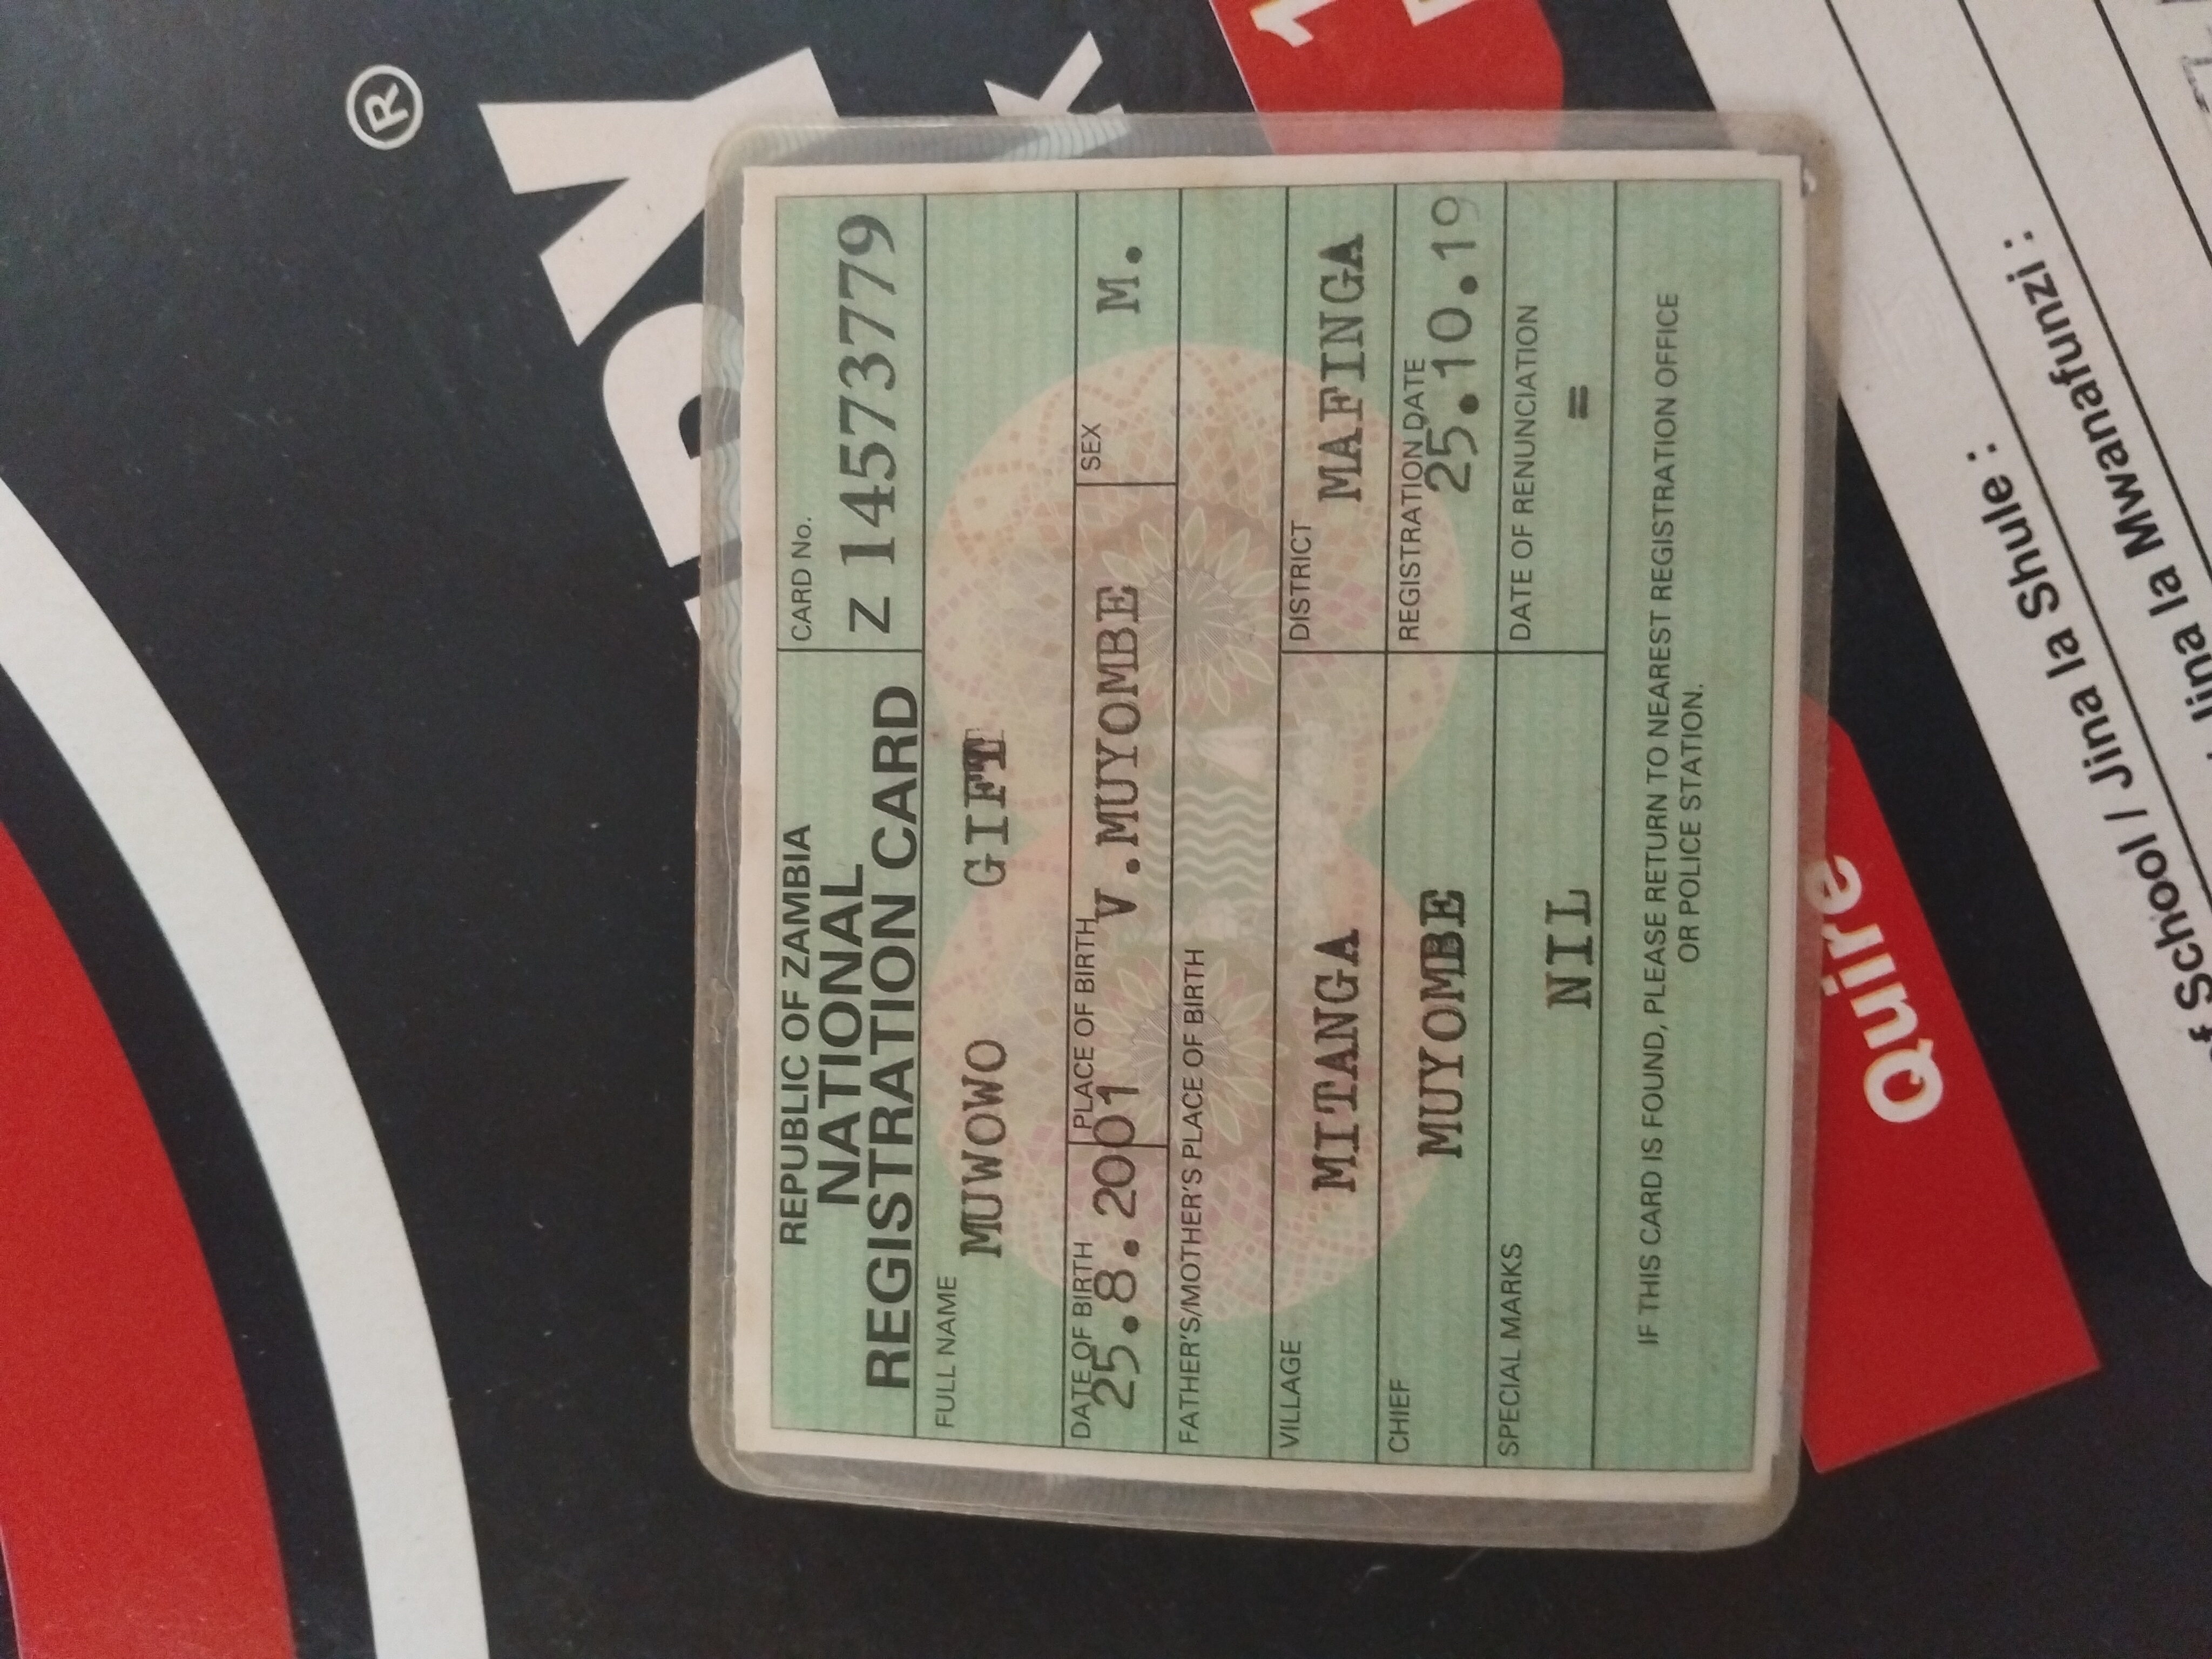 REPUBLIC OF ZAMBIA
NATIONAL
REGISTRATION CARD
CARD No.
Z 14573779
FULL NAME
MUWOWO GIFT
DATE OF BIRTH
25.8.2001
PLACE OF BIRTH
V.MUYOMBE
SEX
M.
FATHER'S/MOTHER'S PLACE OF BIRTH
VILLAGE
MITANGA
DISTRICT
MAFINGA
CHIEF
MUYOMBE
REGISTRATION DATE
25.10.19
SPECIAL MARKS
NIL
DATE OF RENUNCIATION
=
IF THIS CARD IS FOUND, PLEASE RETURN TO NEAREST REGISTRATION OFFICE
OR POLICE STATION.
®
K
Quire
1
School / Jina la Shule :
Jina la Mwanafunzi :